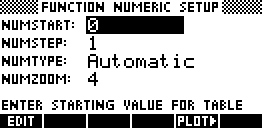 FUNCTION NUMERIC SETUP
NUMSTART: 0
NUMSTEP: 1
NUMTYPE: Automatic
NUMZOOM: 4
ENTER STARTING VALUE FOR TABLE
EDIT PLOT▶